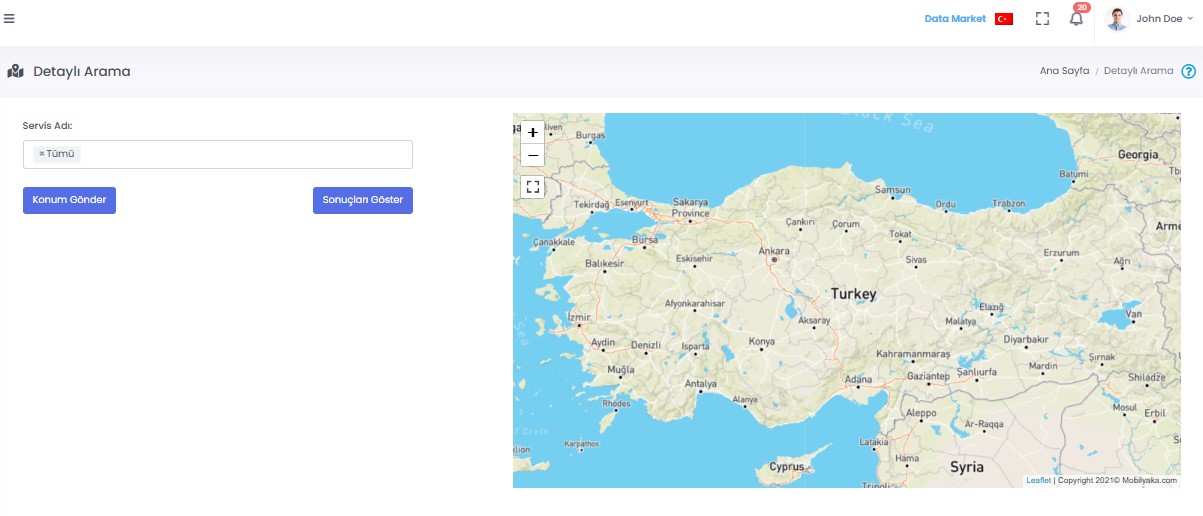 Data Market
20
John Doe
Detaylı Arama
Ana Sayfa / Detaylı Arama
Servis Adı:
×Tümü
Konum Gönder
Sonuçları Göster
+
−
Black Sea
Burgas
Georgia
Batumi
Samsun
Ordu
Trabzon
Tekirdağ
Esenyurt
Sakarya
Province
Çankırı
Çorum
Tokat
Çanakkale
Bursa
Ankara
Sivas
Erzurum
Ağrı
Balıkesir
Eskişehir
Turkey
Afyonkarahisar
Elazığ
Van
İzmir
Aksaray
Malatya
Aydın
Denizli
Isparta
Konya
Diyarbakır
Kahramanmaraş
Şırnak
Muğla
Mardin
Gaziantep
Şanlıurfa
Adana
Shiladze
Antalya
Alanya
Rhodes
Aleppo
Mosul
Erbil
Ar-Raqqa
of Crete
Karpathos
Latakia
Hama
Cyprus
Syria
Leaflet | Copyright 2021© Mobilyaka.com